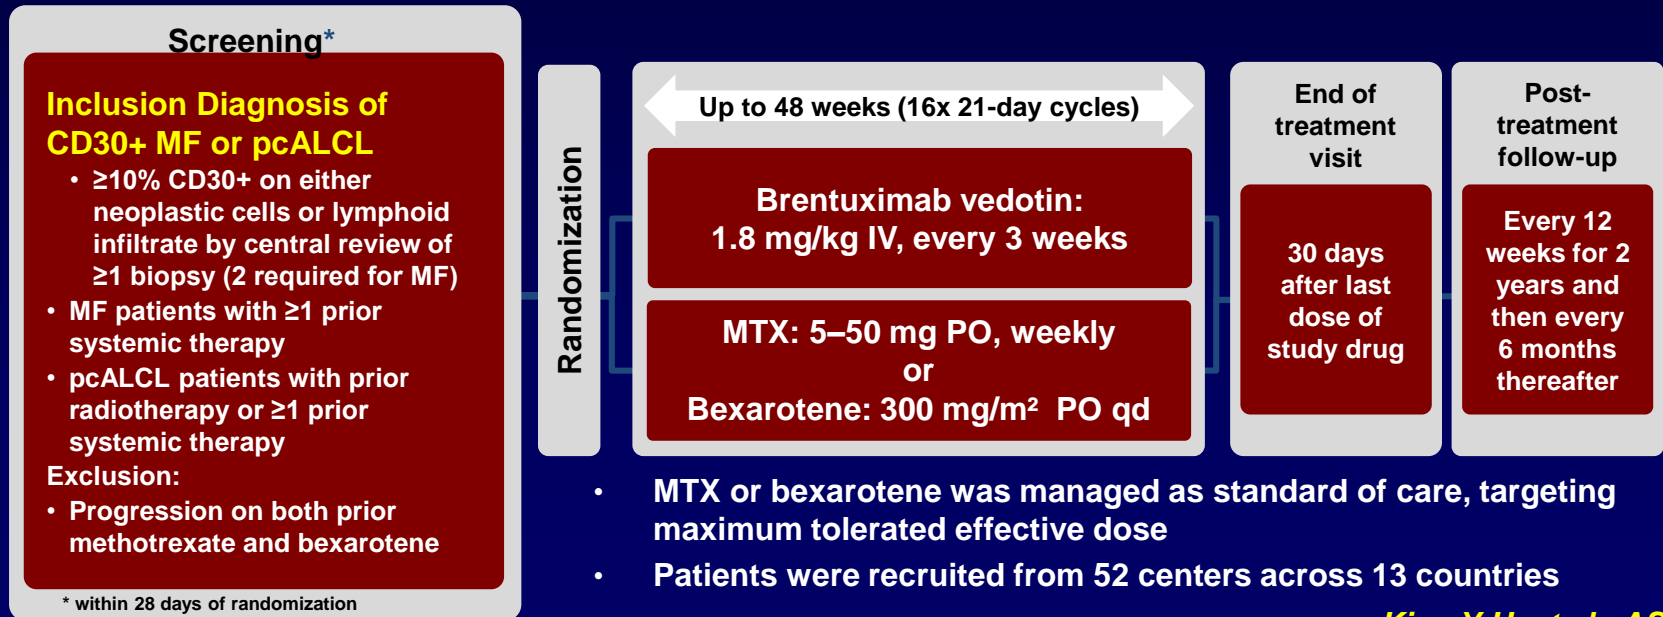 Screening*
Inclusion Diagnosis of
CD30+ MF or pcALCL
• ≥10% CD30+ on either
neoplastic cells or lymphoid
infiltrate by central review of
≥1 biopsy (2 required for MF)
• MF patients with ≥1 prior
systemic therapy
• pcALCL patients with prior
radiotherapy or ≥1 prior
systemic therapy
Exclusion:
• Progression on both prior
methotrexate and bexarotene
* within 28 days of randomization
Randomization
Up to 48 weeks (16x 21-day cycles)
Brentuximab vedotin:
1.8 mg/kg IV, every 3 weeks
MTX: 5–50 mg PO, weekly
or
Bexarotene: 300 mg/m² PO qd
End of
treatment
visit
30 days
after last
dose of
study drug
Post-
treatment
follow-up
Every 12
weeks for 2
years and
then every
6 months
thereafter
• MTX or bexarotene was managed as standard of care, targeting
maximum tolerated effective dose
• Patients were recruited from 52 centers across 13 countries